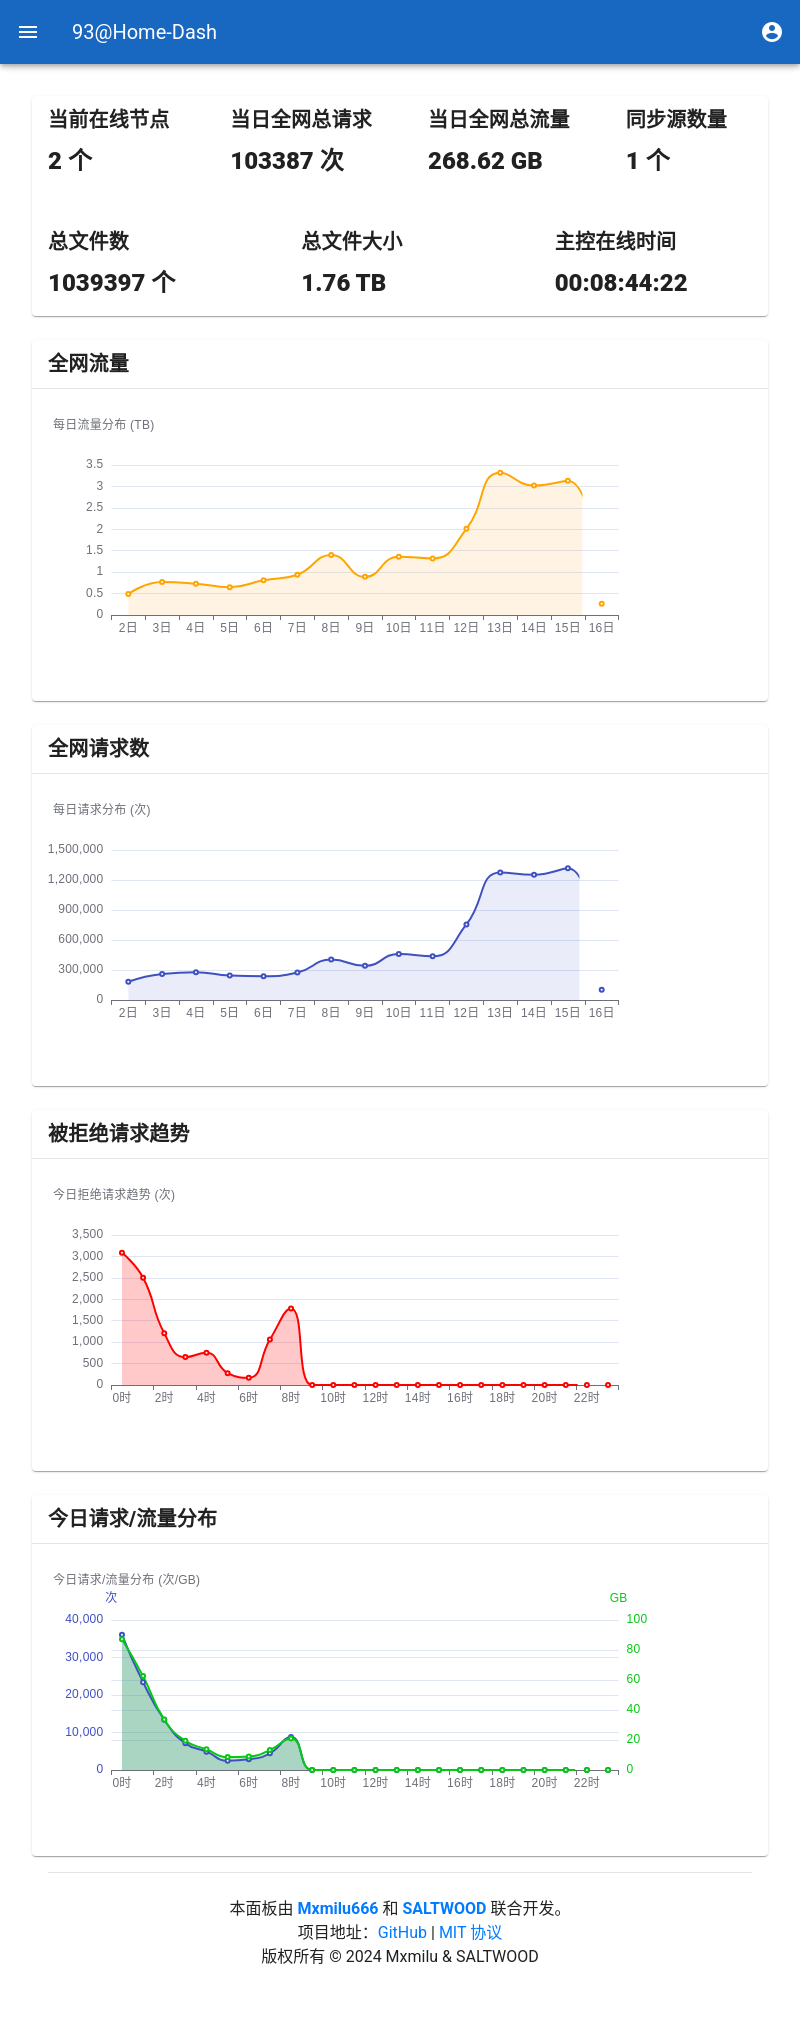 93@Home-Dash
当前在线节点 当日全网总请求 当日全网总流量 同步源数量
2 个 103387 次 268.62 GB 1 个
总文件数 总文件大小 主控在线时间
1039397 个 1.76 TB 00:08:44:22
全网流量
每日流量分布 (TB)
3.5
3
2.5
2
1.5
1
0.5
0
2日 3日 4日 5日 6日 7日 8日 9日 10日 11日 12日 13日 14日 15日 16日
全网请求数
每日请求分布 (次)
1,500,000
1,200,000
900,000
600,000
300,000
0
2日 3日 4日 5日 6日 7日 8日 9日 10日 11日 12日 13日 14日 15日 16日
被拒绝请求趋势
今日拒绝请求趋势 (次)
3,500
3,000
2,500
2,000
1,500
1,000
500
0
0时 2时 4时 6时 8时 10时 12时 14时 16时 18时 20时 22时
今日请求/流量分布
今日请求/流量分布 (次/GB)
次 GB
40,000 100
80
30,000
60
20,000
40
10,000
20
0 0
0时 2时 4时 6时 8时 10时 12时 14时 16时 18时 20时 22时
本面板由 Mxmilu666 和 SALTWOOD 联合开发。
项目地址：GitHub | MIT 协议
版权所有 © 2024 Mxmilu & SALTWOOD